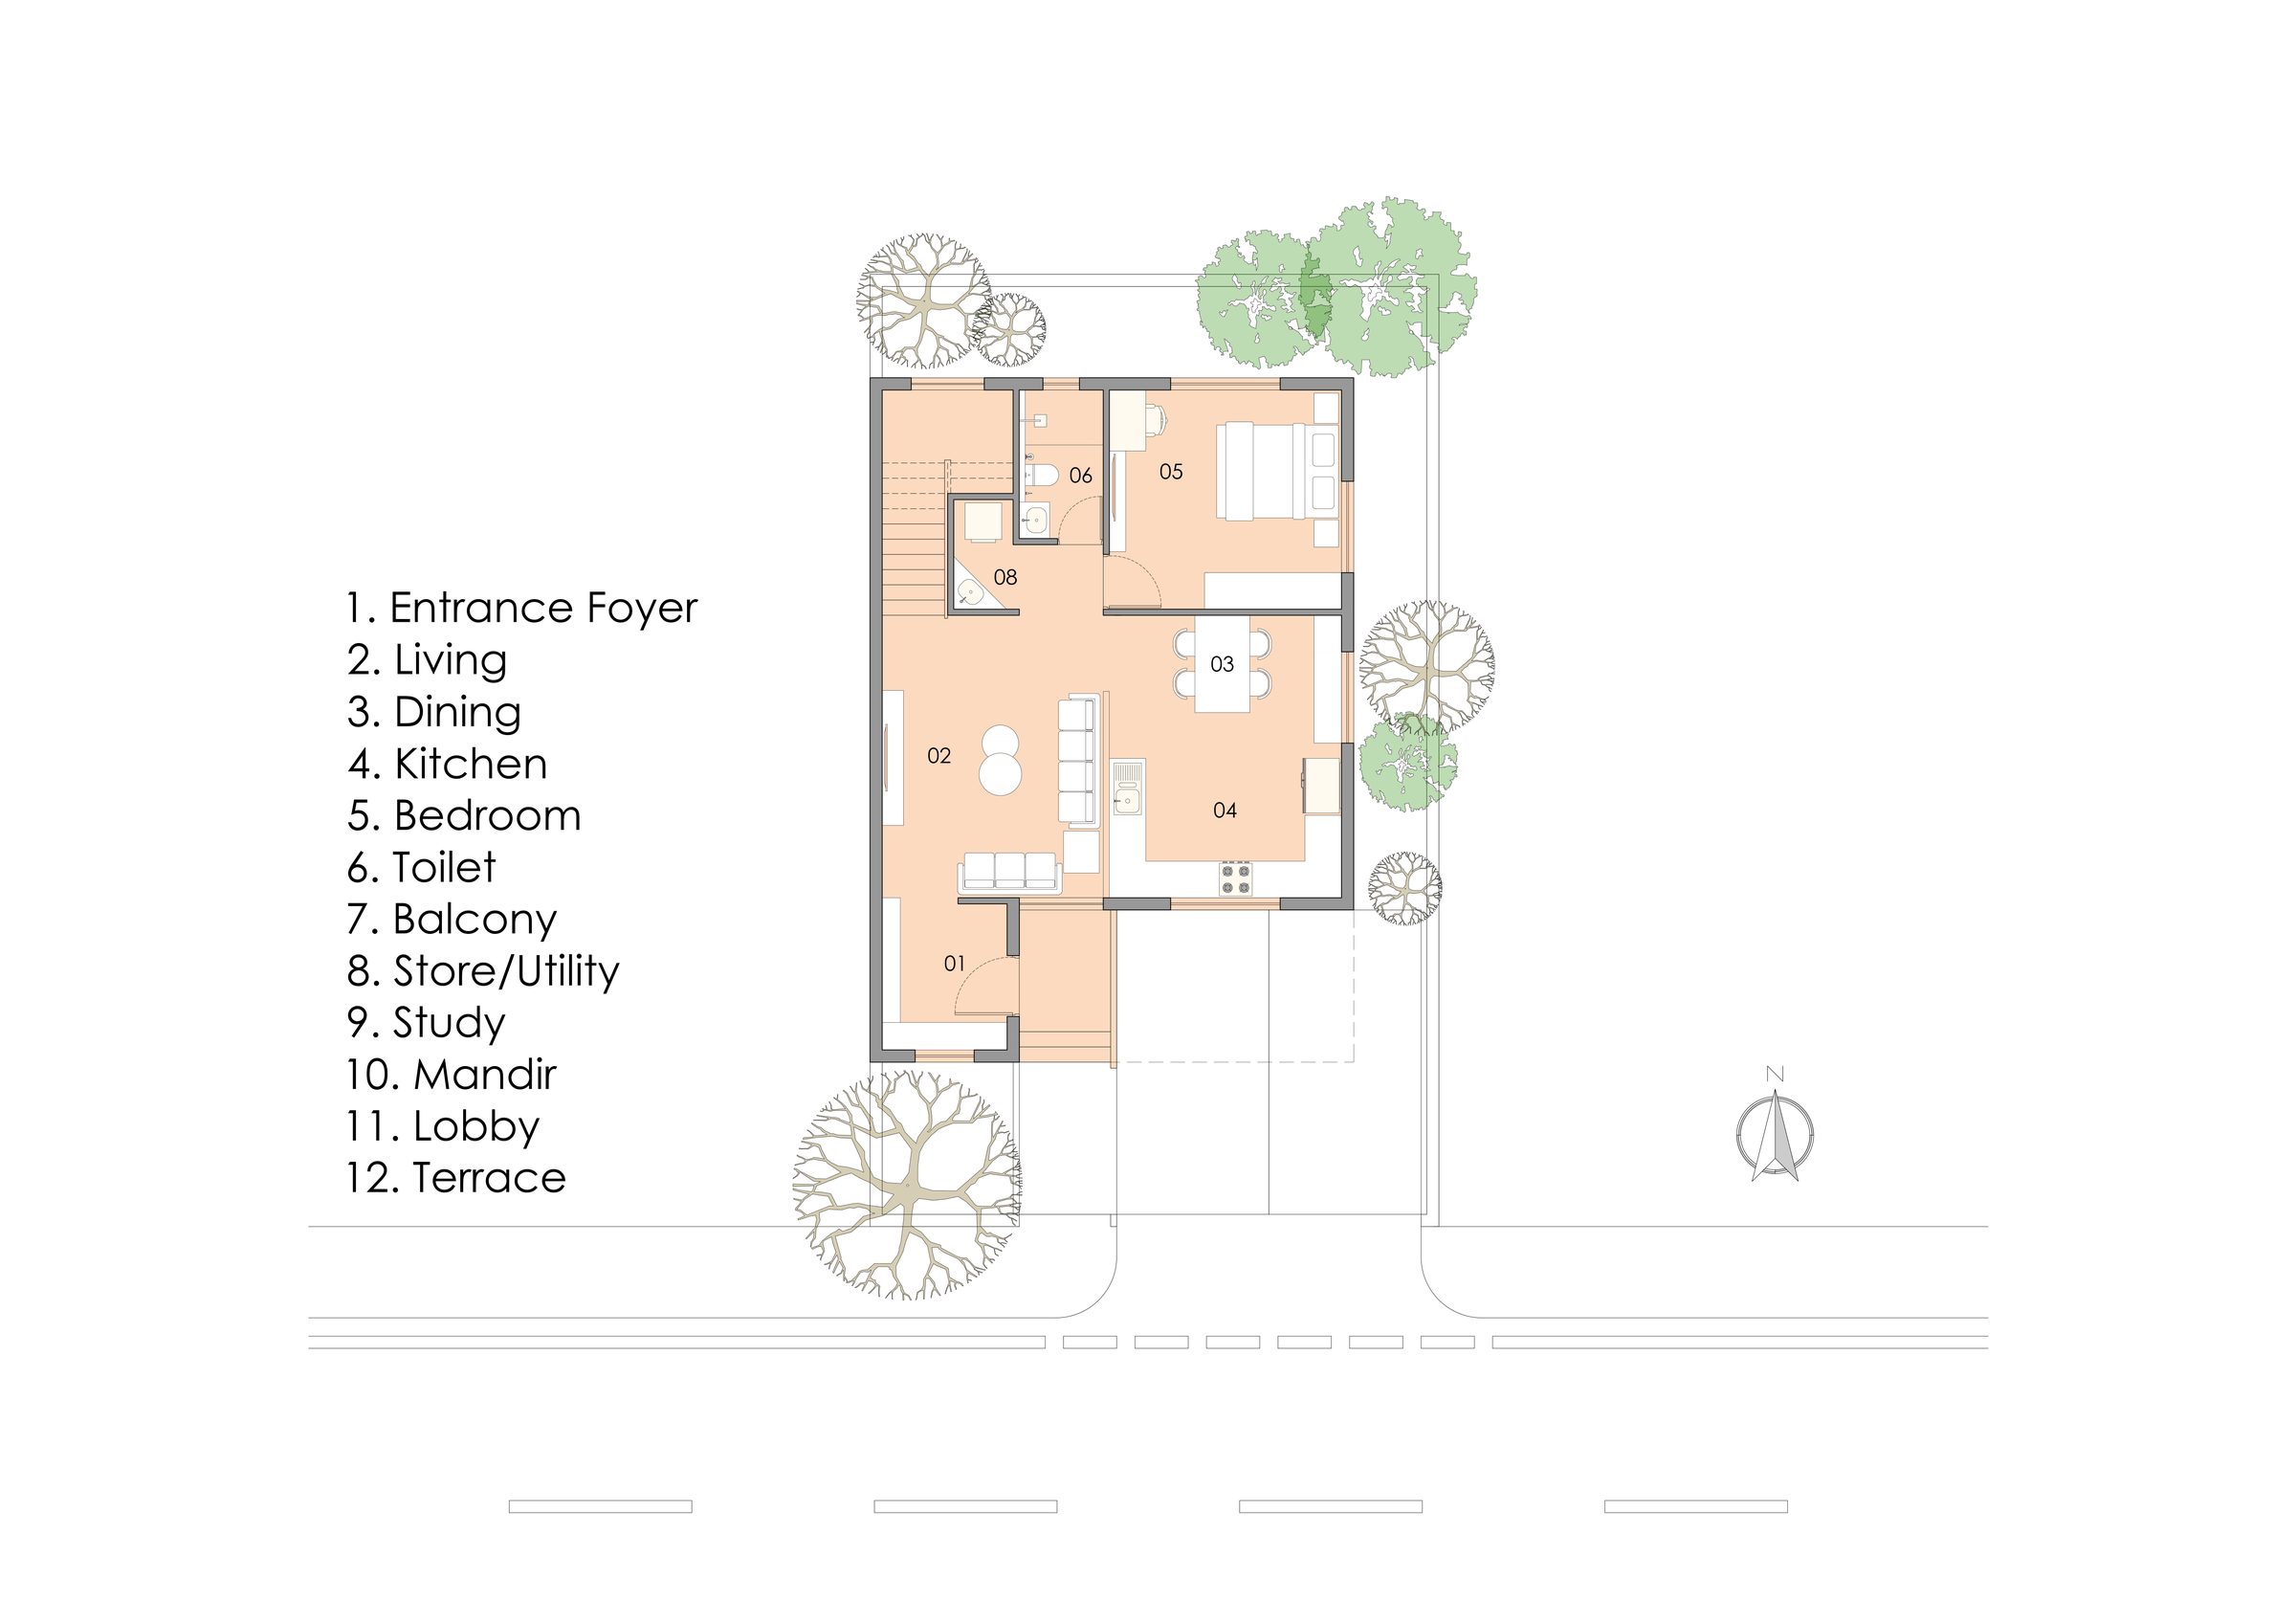 1. Entrance Foyer
2. Living
3. Dining
4. Kitchen
5. Bedroom
6. Toilet
7. Balcony
8. Store/Utility
9. Study
10. Mandir
11. Lobby
12. Terrace
06
05
08
03
02
04
01
N